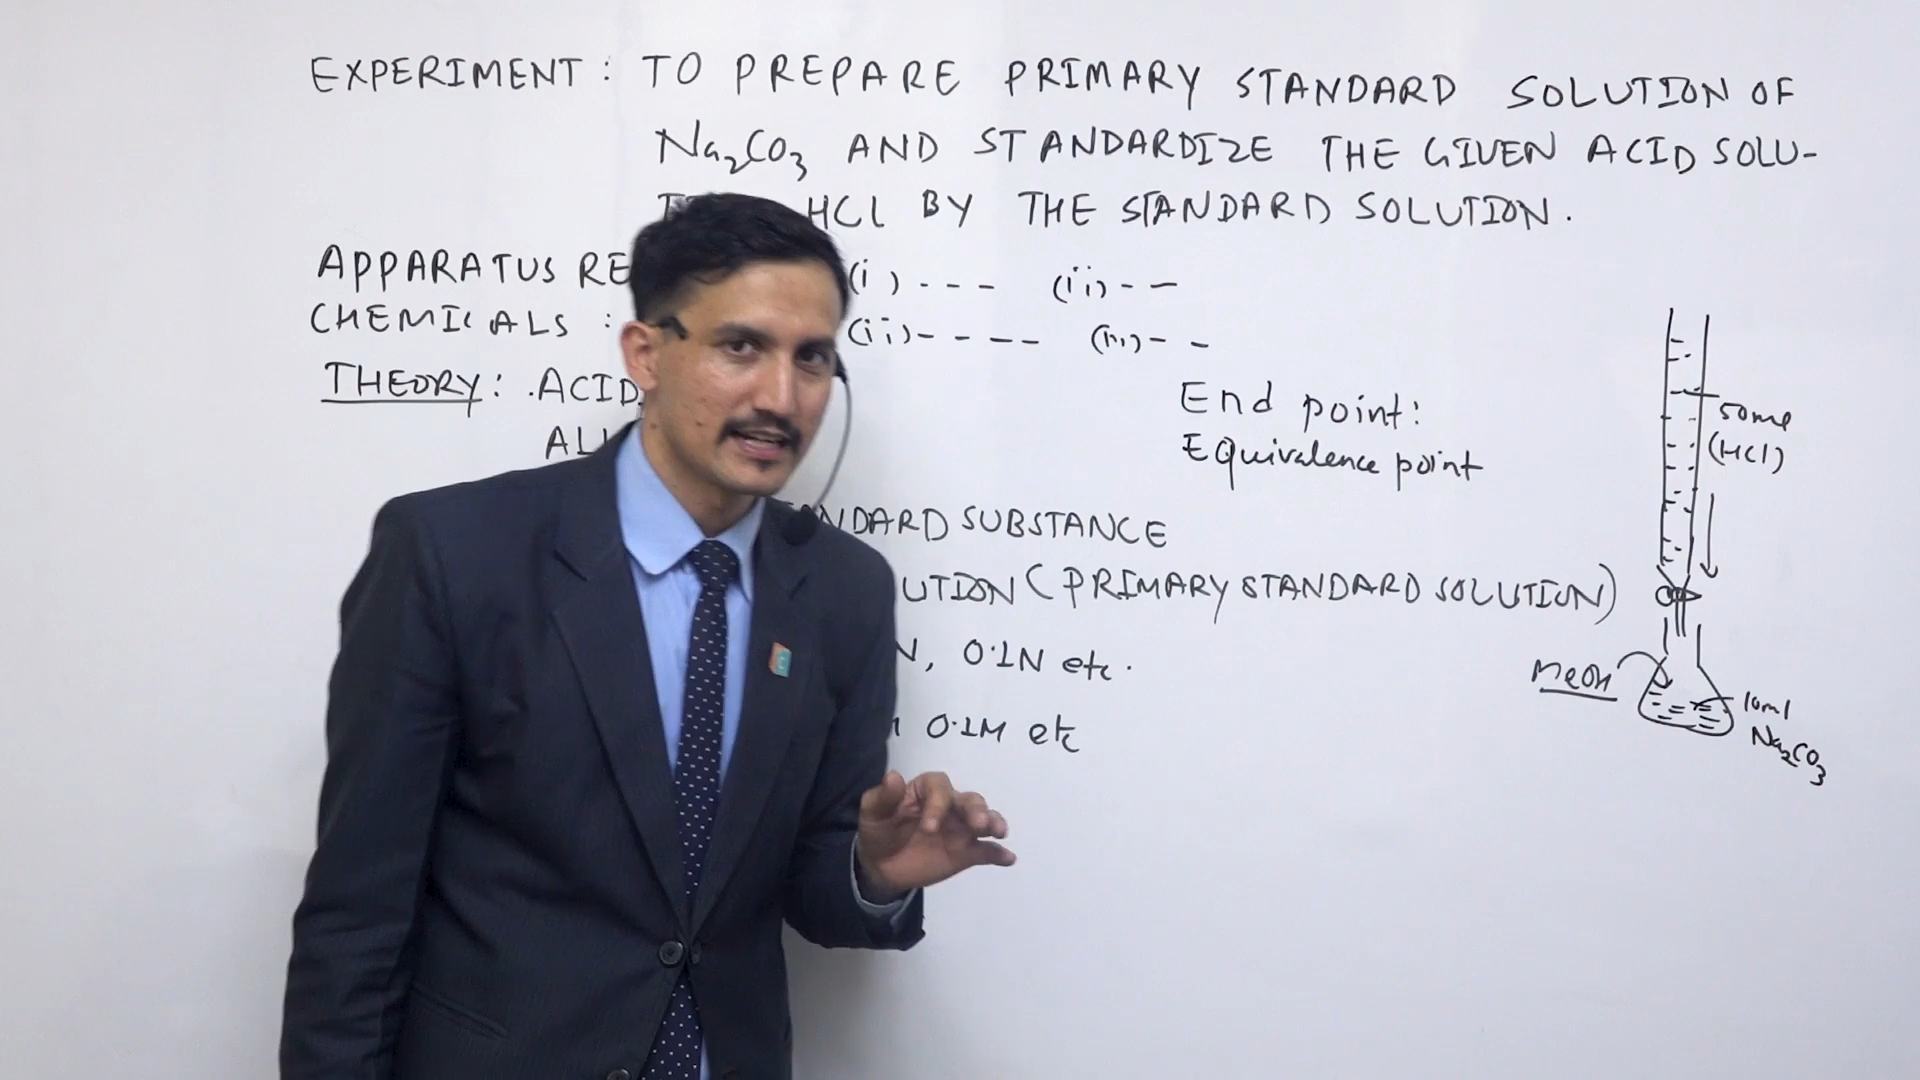 EXPERIMENT : TO PREPARE PRIMARY STANDARD SOLUTION OF
Na2CO3 AND STANDARDIZE THE GIVEN ACID SOLU-
HCl BY THE STANDARD SOLUTION.
APPARATUS RE (i) --- (ii) --
CHEMICALS : (ii) ---- (iii) --
THEORY : .ACID
ALL
End point:
Equivalence point
50ml
(HCl)
STANDARD SUBSTANCE
UTION (PRIMARY STANDARD SOLUTION)
N, 0.1N etc.
0.1M etc
MeOH
10ml
Na2CO3